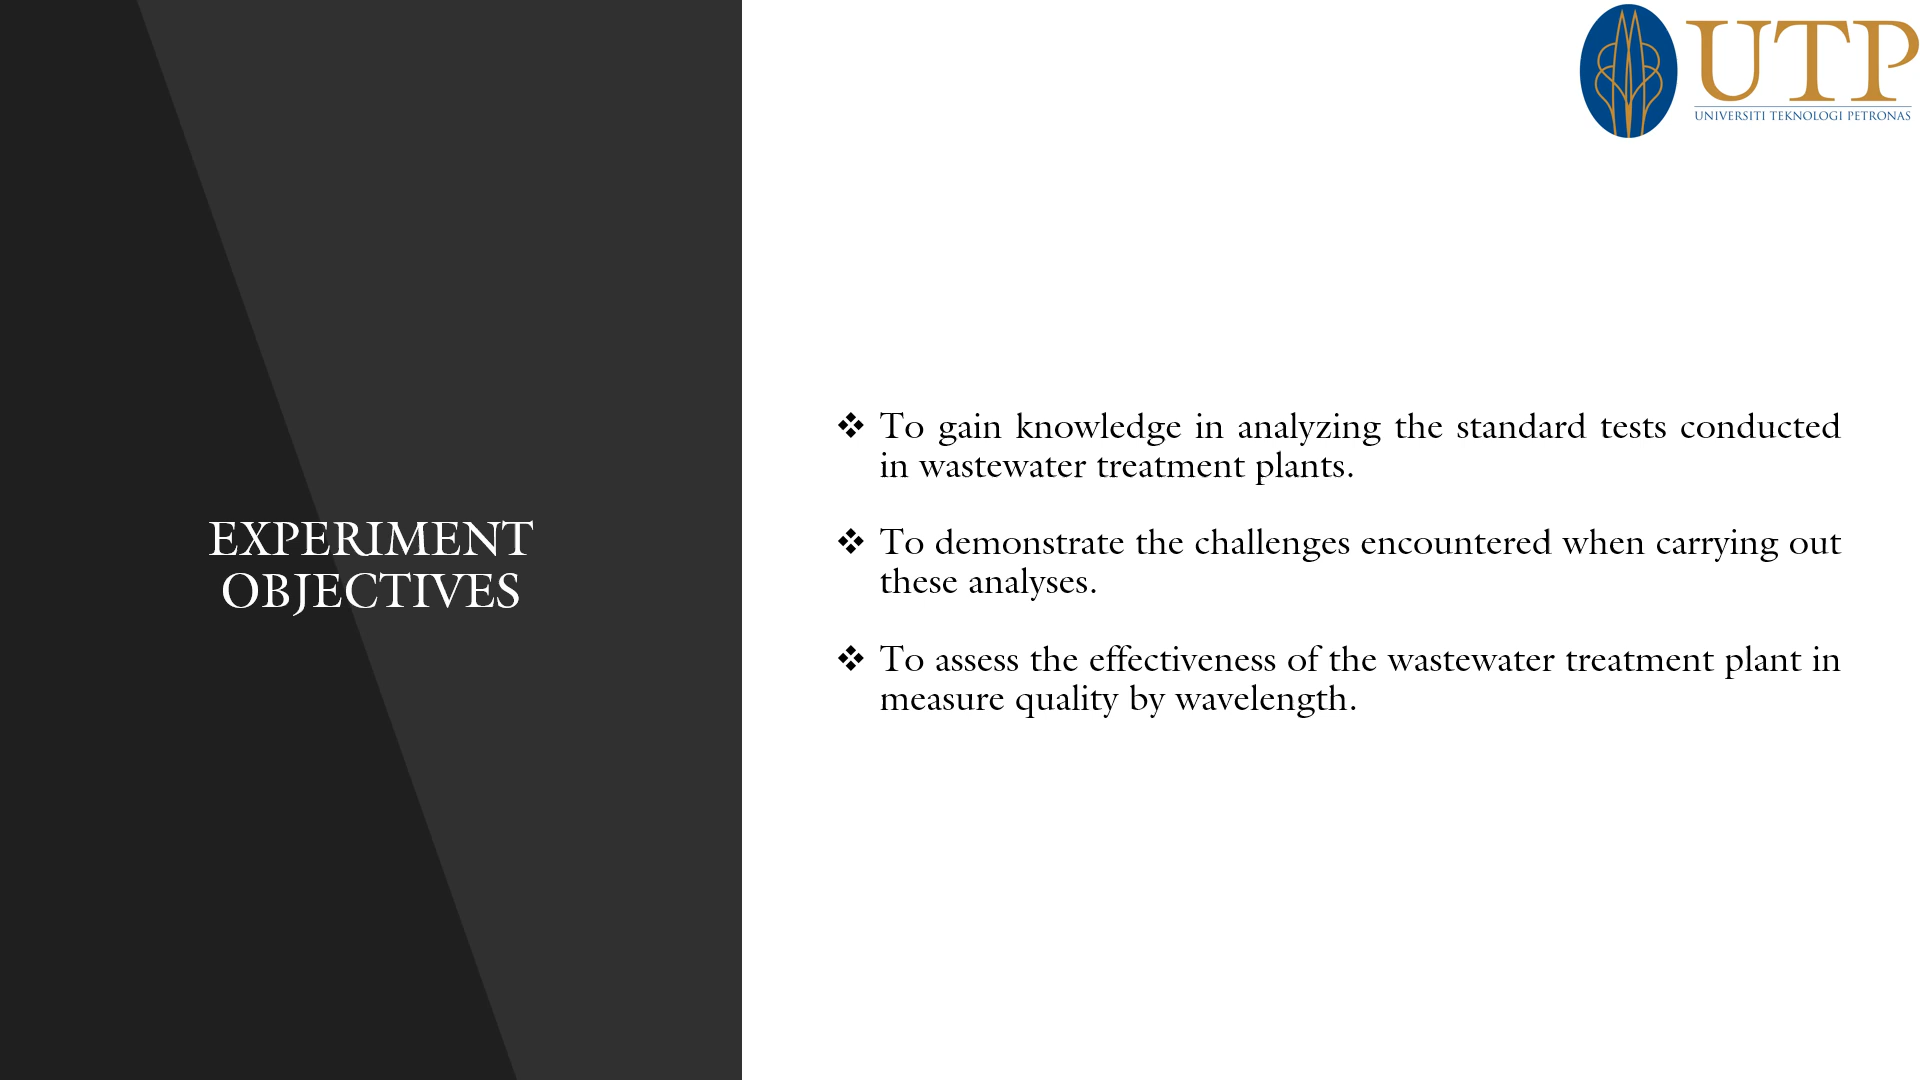 UTP
UNIVERSITI TEKNOLOGI PETRONAS
EXPERIMENT
OBJECTIVES
❖ To gain knowledge in analyzing the standard tests conducted
in wastewater treatment plants.
❖ To demonstrate the challenges encountered when carrying out
these analyses.
❖ To assess the effectiveness of the wastewater treatment plant in
measure quality by wavelength.